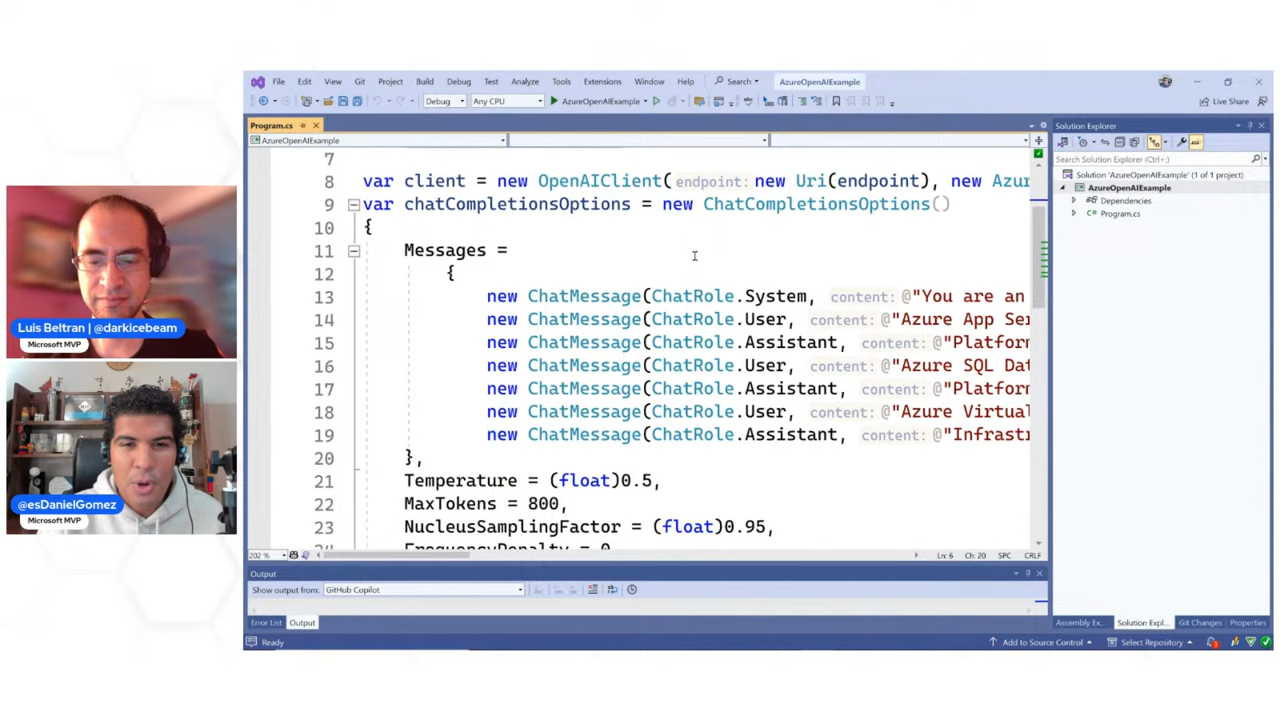 File Edit View Git Project Build Debug Test Analyze Tools Extensions Window Help Search AzureOpenAIExample
Debug Any CPU AzureOpenAIExample Live Share
Program.cs
AzureOpenAIExample
7
8 var client = new OpenAIClient(endpoint: new Uri(endpoint), new Azu
9 var chatCompletionsOptions = new ChatCompletionsOptions()
10 {
11 Messages =
12 {
13 new ChatMessage(ChatRole.System, content: @"You are an
14 new ChatMessage(ChatRole.User, content: @"Azure App Ser
15 new ChatMessage(ChatRole.Assistant, content: @"Platforn
16 new ChatMessage(ChatRole.User, content: @"Azure SQL Dat
17 new ChatMessage(ChatRole.Assistant, content: @"Platforn
18 new ChatMessage(ChatRole.User, content: @"Azure Virtual
19 new ChatMessage(ChatRole.Assistant, content: @"Infrastr
20 },
21 Temperature = (float)0.5,
22 MaxTokens = 800,
23 NucleusSamplingFactor = (float)0.95,
24 FrequencyPenalty = 0
202 % Ln: 6 Ch: 20 SPC CRLF
Output
Show output from: GitHub Copilot
Error List Output
Ready Add to Source Control Select Repository
Solution Explorer
Search Solution Explorer (Ctrl+;)
Solution 'AzureOpenAIExample' (1 of 1 project)
AzureOpenAIExample
Dependencies
C# Program.cs
Assembly Ex... Solution Expl... Git Changes Properties
Luis Beltran | @darkicebeam
Microsoft MVP
@esDanielGomez
Microsoft MVP